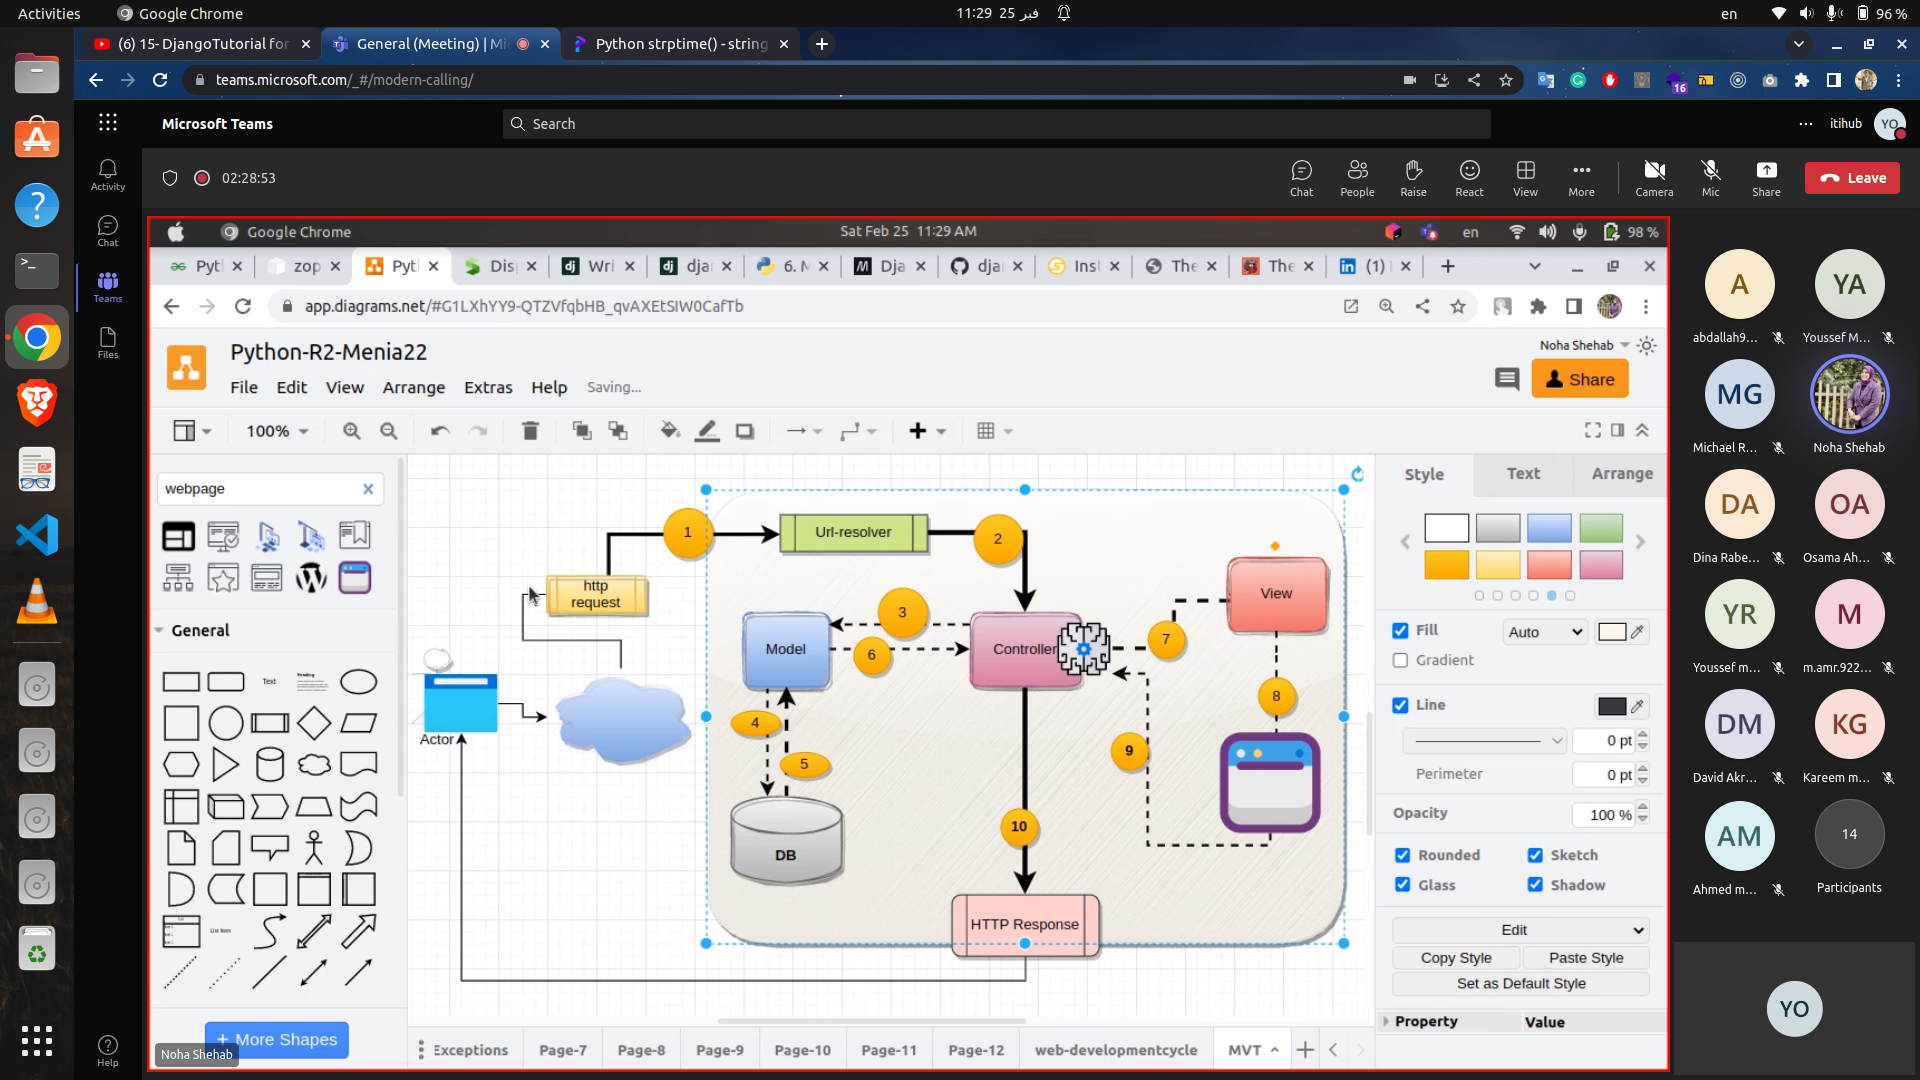 Activities
Google Chrome
11:29 25 فبر
en
96 %
(6) 15- DjangoTutorial for
General (Meeting) | Mi
Python strptime() - string
teams.microsoft.com/_#/modern-calling/
16
Microsoft Teams
Search
itihub
YO
Activity
Chat
Teams
Files
Help
02:28:53
Chat
People
Raise
React
View
More
Camera
Mic
Share
Leave
Google Chrome
Sat Feb 25 11:29 AM
en
98 %
Pyt
zop
Pytl
Dis
Wri
djar
6. M
Dja
djan
Inst
The
The
(1)
app.diagrams.net/#G1LXhYY9-QTZVfqbHB_qvAXEtSIW0CafTb
Python-R2-Menia22
File
Edit
View
Arrange
Extras
Help
Saving...
Noha Shehab
Share
100%
webpage
General
Text
Heading
List
List Item
+ More Shapes
Noha Shehab
1
Url-resolver
2
http
request
View
3
Model
6
Controller
7
8
4
Actor
5
9
DB
10
HTTP Response
Exceptions
Page-7
Page-8
Page-9
Page-10
Page-11
Page-12
web-developmentcycle
MVT
Style
Text
Arrange
Fill
Auto
Gradient
Line
0 pt
Perimeter
0 pt
Opacity
100 %
Rounded
Sketch
Glass
Shadow
Edit
Copy Style
Paste Style
Set as Default Style
Property
Value
A
YA
abdallah9...
Youssef M...
MG
Michael R...
Noha Shehab
DA
OA
Dina Rabe...
Osama Ah...
YR
M
Youssef m...
m.amr.922...
DM
KG
David Akr...
Kareem m...
AM
14
Ahmed m...
Participants
YO